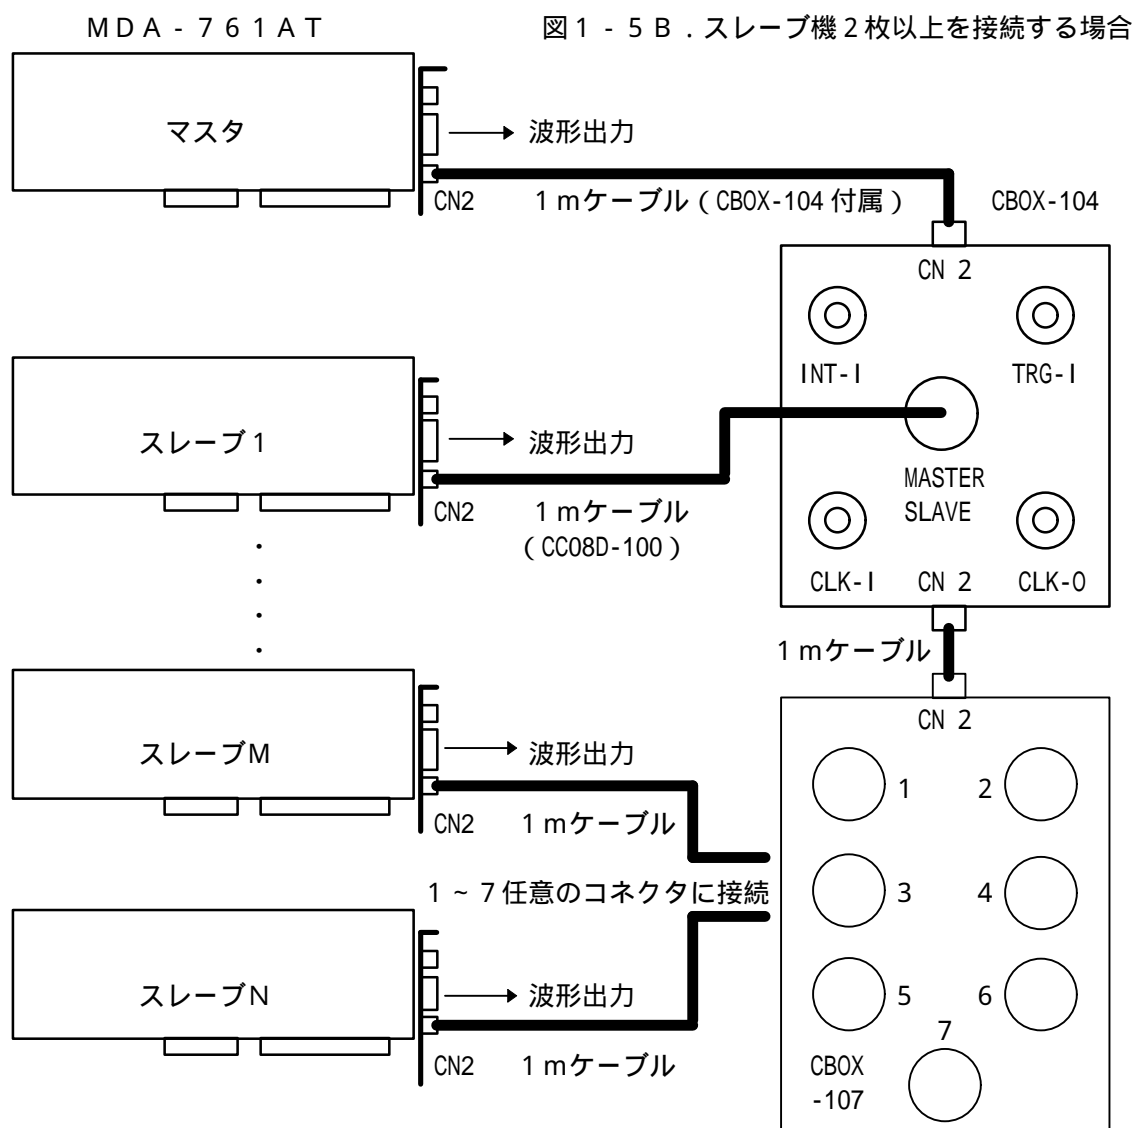 ＭＤＡ－７６１ＡＴ
図１－５Ｂ．スレーブ機２枚以上を接続する場合
マスタ
波形出力
CN2
１ｍケーブル（CBOX-104 付属）
CBOX-104
CN 2
INT-I
TRG-I
スレーブ１
波形出力
CN2
１ｍケーブル
（CC08D-100）
MASTER
SLAVE
CLK-I
CN 2
CLK-O
１ｍケーブル
CN 2
スレーブＭ
波形出力
CN2
１ｍケーブル
1
2
１～７任意のコネクタに接続
3
4
スレーブＮ
波形出力
CN2
１ｍケーブル
5
6
7
CBOX
-107